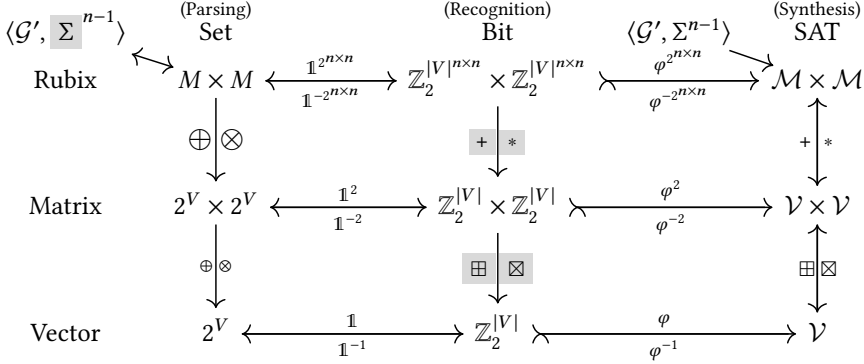 (Parsing) (Recognition) (Synthesis)
⟨𝒢′, Σ^{n−1}⟩ Set Bit ⟨𝒢′, Σ^{n−1}⟩ SAT
Rubix M × M 𝟙^{2^{n×n}} ℤ₂^{|V|^{n×n}} × ℤ₂^{|V|^{n×n}} φ^{2^{n×n}} ℳ × ℳ
𝟙^{−2^{n×n}} φ^{−2^{n×n}}
⊕ ⊗ + * + *
Matrix 2^V × 2^V 𝟙² ℤ₂^{|V|} × ℤ₂^{|V|} φ² 𝒱 × 𝒱
𝟙^{−2} φ^{−2}
⊕ ⊗ ⊞ ⊠ ⊞ ⊠
Vector 2^V 𝟙 ℤ₂^{|V|} φ 𝒱
𝟙^{−1} φ^{−1}